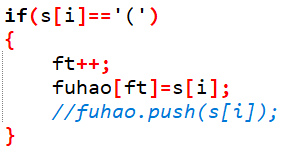 if(s[i]=='(')
{
ft++;
fuhao[ft]=s[i];
//fuhao.push(s[i]);
}